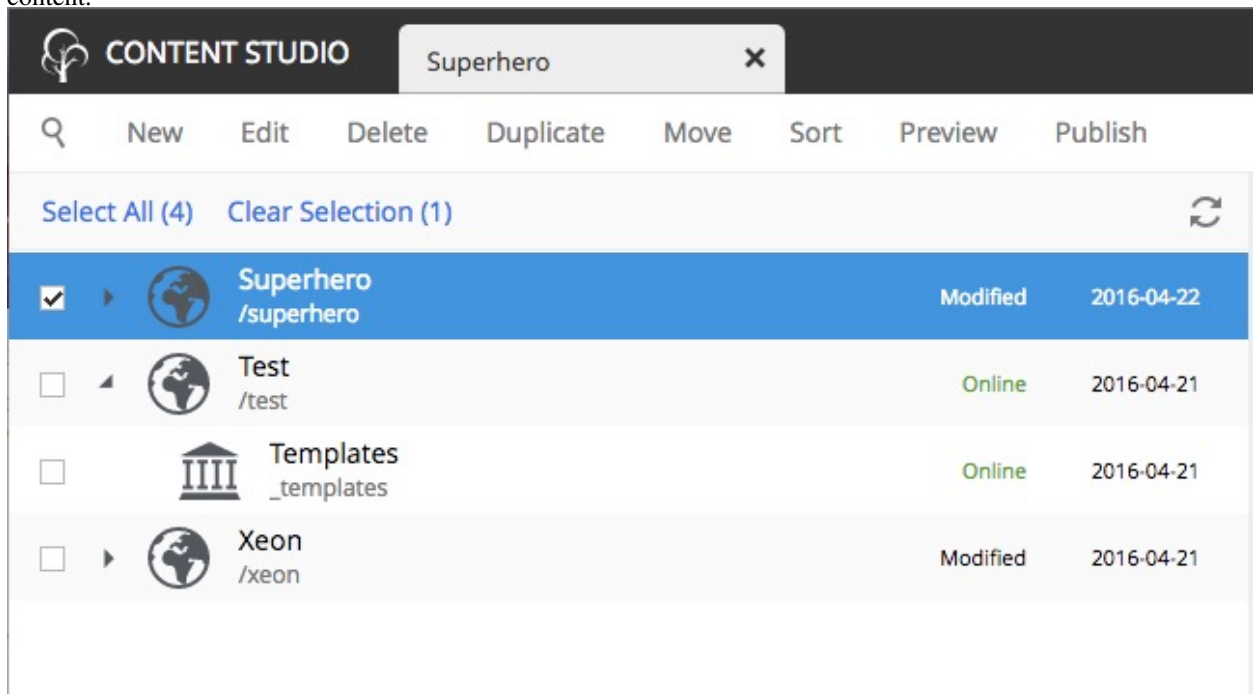 content.
CONTENT STUDIO Superhero
New Edit Delete Duplicate Move Sort Preview Publish
Select All (4) Clear Selection (1)
Superhero
/superhero
Modified 2016-04-22
Test
/test
Online 2016-04-21
Templates
_templates
Online 2016-04-21
Xeon
/xeon
Modified 2016-04-21